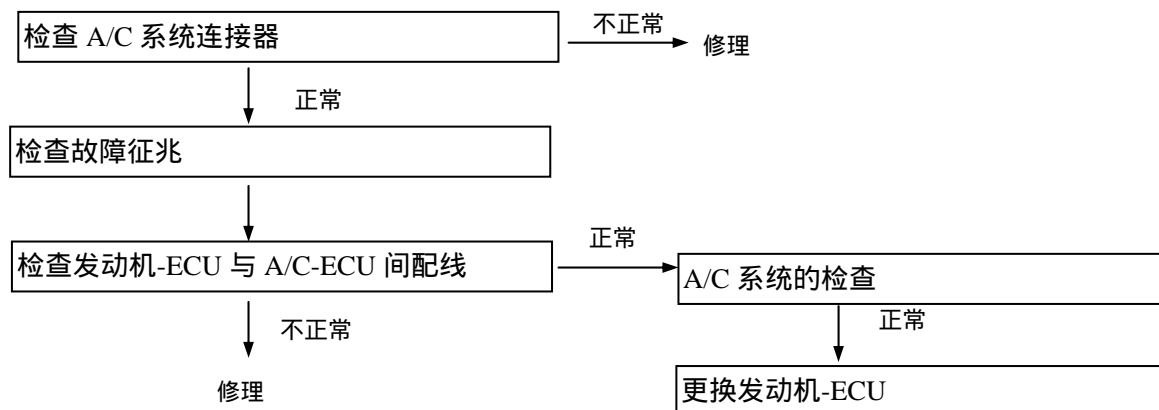 检查 A/C 系统连接器
不正常
修理
正常
检查故障征兆
检查发动机-ECU 与 A/C-ECU 间配线
正常
A/C 系统的检查
不正常
正常
修理
更换发动机-ECU